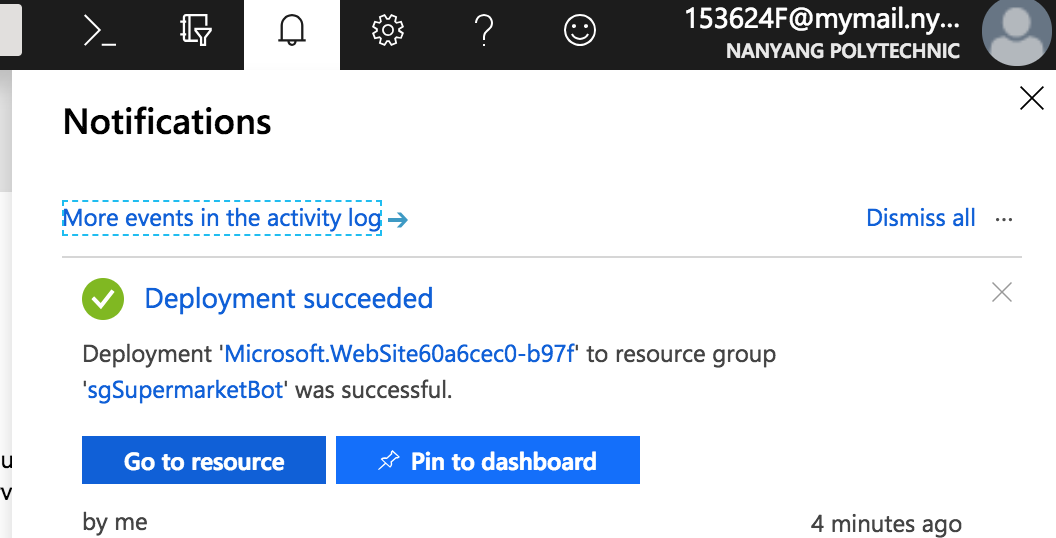 153624F@mymail.ny...
NANYANG POLYTECHNIC
Notifications
More events in the activity log
Dismiss all ...
Deployment succeeded
Deployment 'Microsoft.WebSite60a6cec0-b97f' to resource group
'sgSupermarketBot' was successful.
Go to resource
Pin to dashboard
by me
4 minutes ago